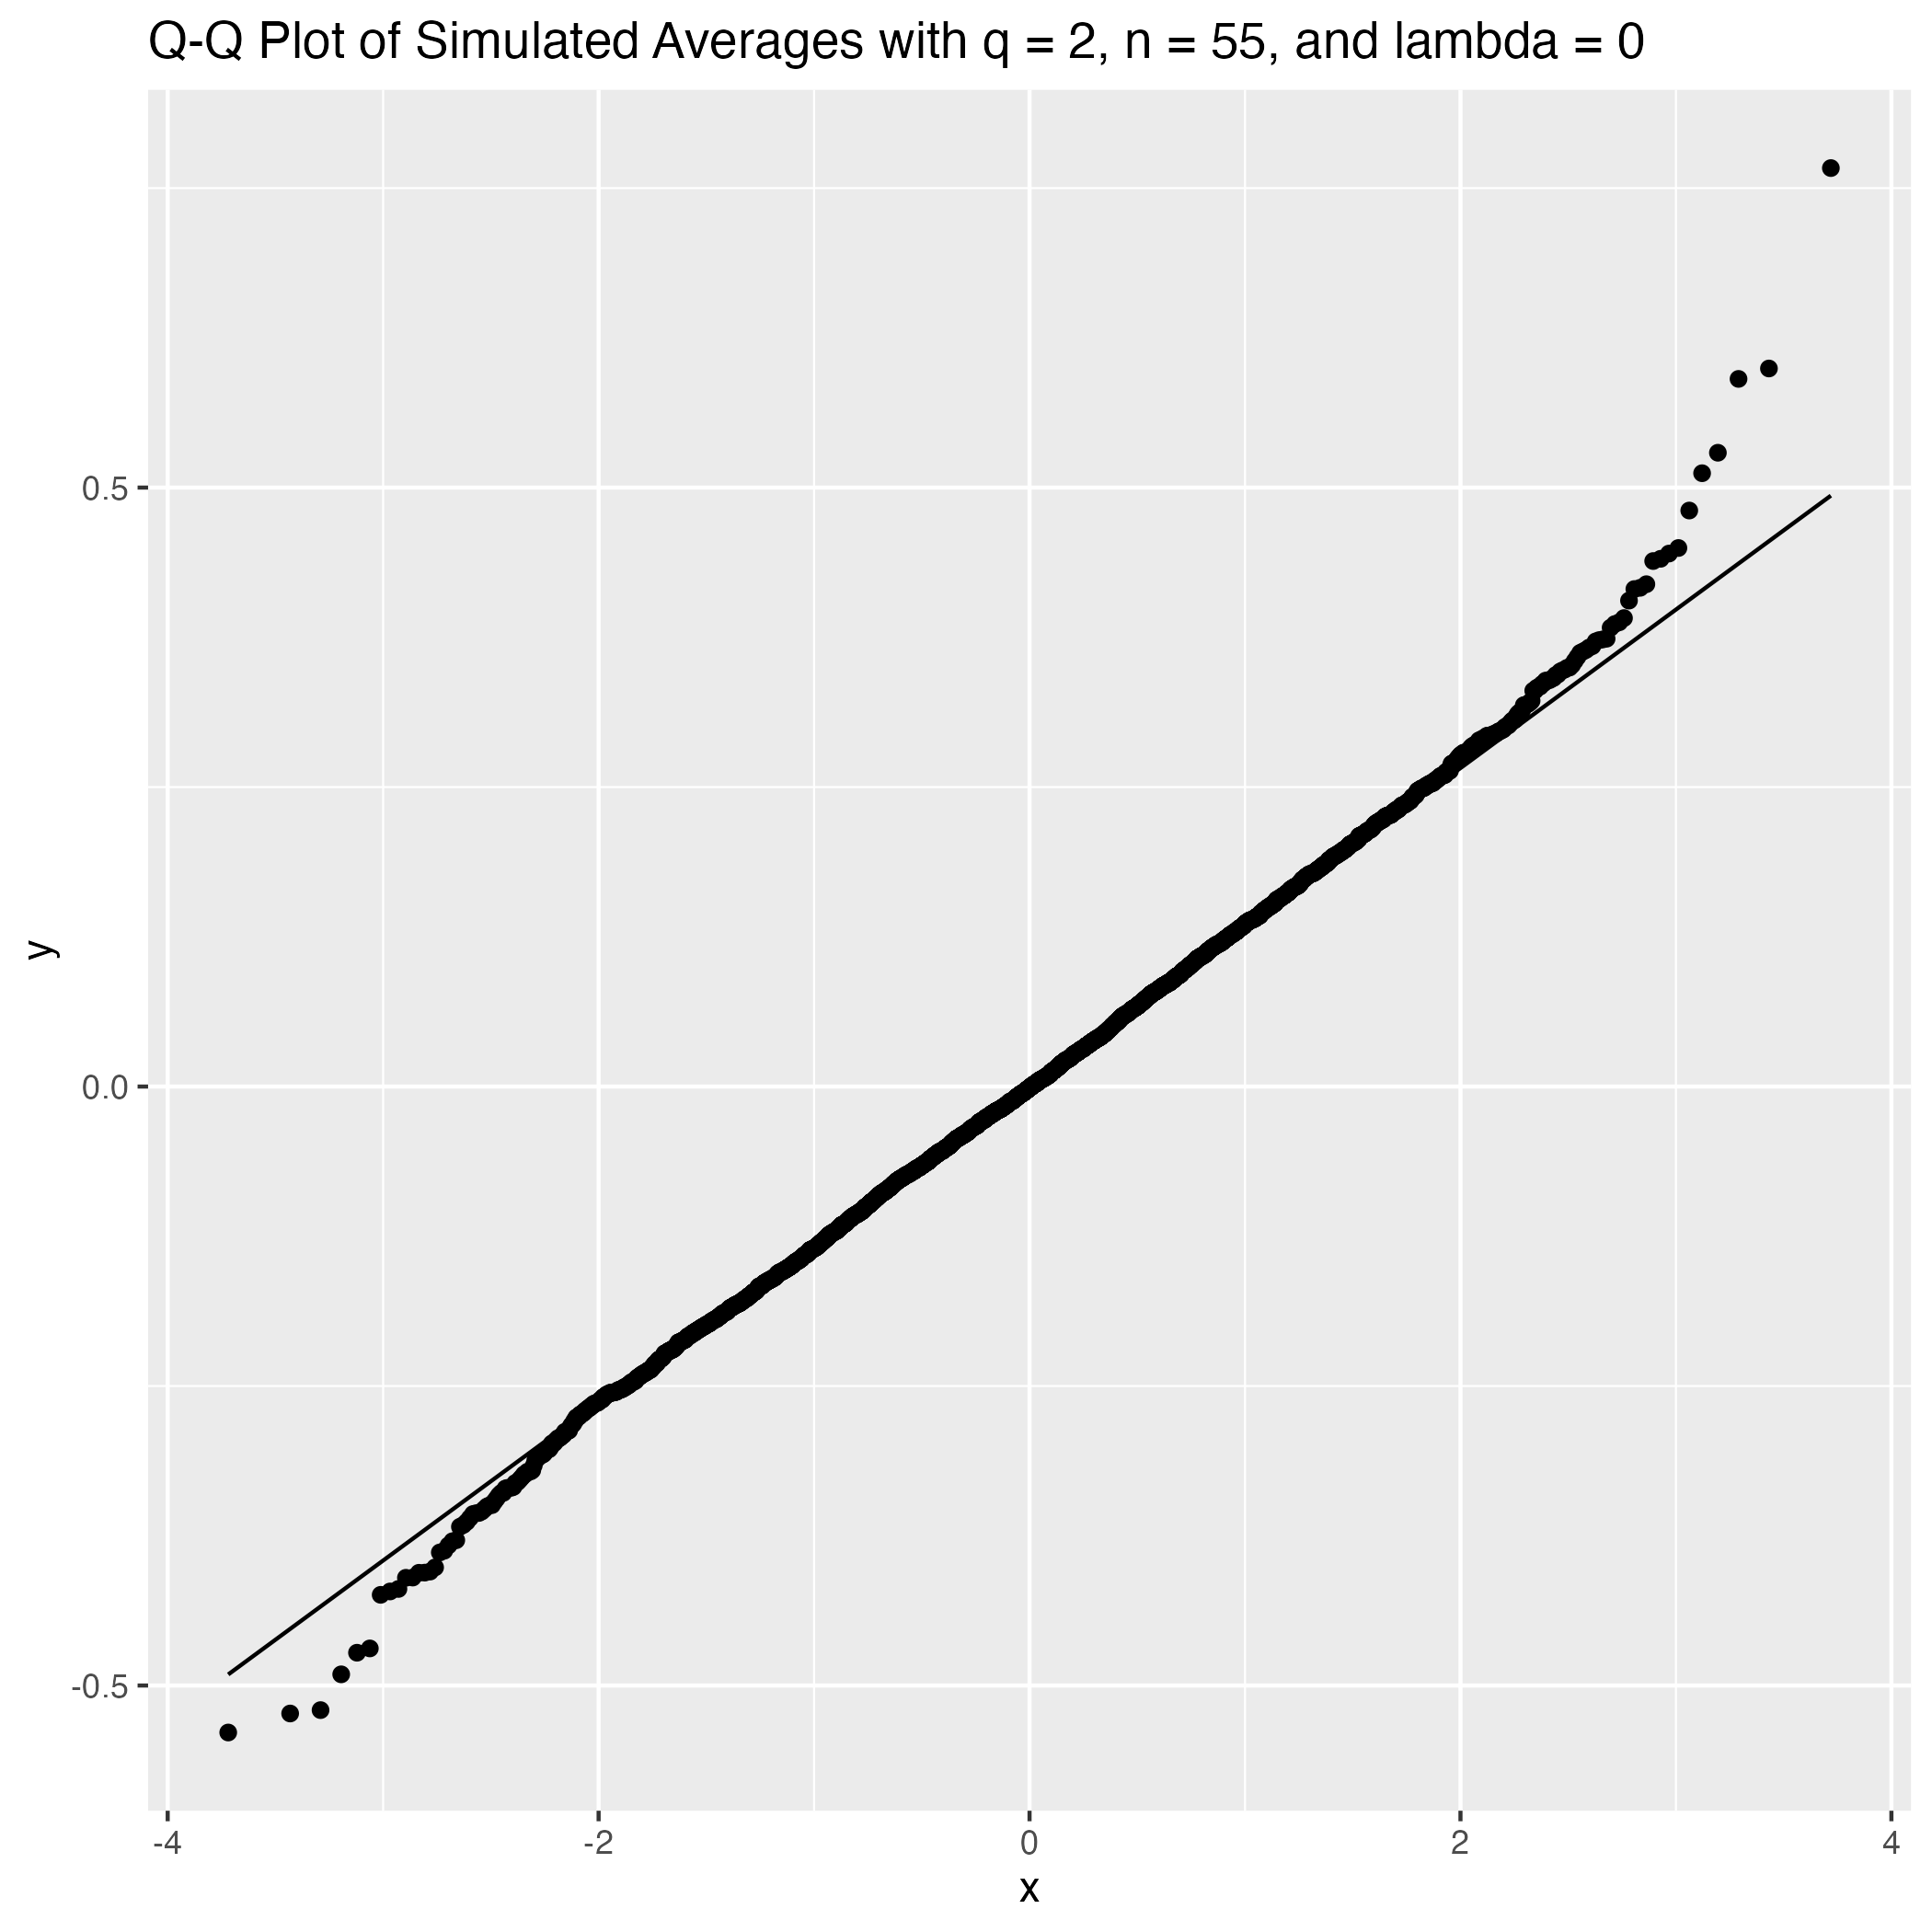 Q-Q Plot of Simulated Averages with q = 2, n = 55, and lambda = 0
0.5
0.0
-0.5
y
-4
-2
0
2
4
x